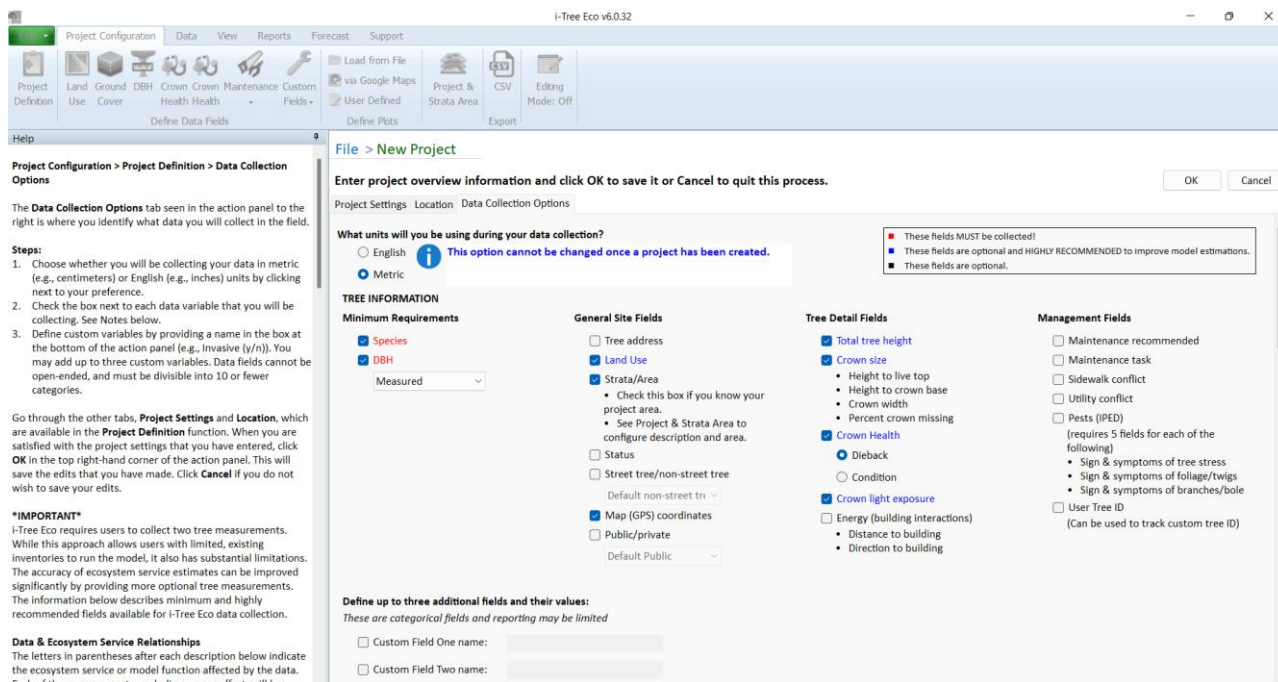 i-Tree Eco v6.0.32
Project Configuration Data View Reports Forecast Support
Project Definition
Land Use
Ground Cover
DBH
Crown Health
Crown Health
Maintenance
Custom Fields
Define Data Fields
Load from File
via Google Maps
User Defined
Define Plots
Project & Strata Area
CSV
Export
Editing Mode: Off
Help
Project Configuration > Project Definition > Data Collection
Options
The Data Collection Options tab seen in the action panel to the
right is where you identify what data you will collect in the field.
Steps:
1. Choose whether you will be collecting your data in metric
(e.g., centimeters) or English (e.g., inches) units by clicking
next to your preference.
2. Check the box next to each data variable that you will be
collecting. See Notes below.
3. Define custom variables by providing a name in the box at
the bottom of the action panel (e.g., Invasive (y/n)). You
may add up to three custom variables. Data fields cannot be
open-ended, and must be divisible into 10 or fewer
categories.
Go through the other tabs, Project Settings and Location, which
are available in the Project Definition function. When you are
satisfied with the project settings that you have entered, click
OK in the top right-hand corner of the action panel. This will
save the edits that you have made. Click Cancel if you do not
wish to save your edits.
*IMPORTANT*
i-Tree Eco requires users to collect two tree measurements.
While this approach allows users with limited, existing
inventories to run the model, it also has substantial limitations.
The accuracy of ecosystem service estimates can be improved
significantly by providing more optional tree measurements.
The information below describes minimum and highly
recommended fields available for i-Tree Eco data collection.
Data & Ecosystem Service Relationships
The letters in parentheses after each description below indicate
the ecosystem service or model function affected by the data.
File > New Project
Enter project overview information and click OK to save it or Cancel to quit this process.
OK Cancel
Project Settings Location Data Collection Options
What units will you be using during your data collection?
English
Metric
This option cannot be changed once a project has been created.
These fields MUST be collected!
These fields are optional and HIGHLY RECOMMENDED to improve model estimations.
These fields are optional.
TREE INFORMATION
Minimum Requirements
Species
DBH
Measured
General Site Fields
Tree address
Land Use
Strata/Area
• Check this box if you know your
project area.
• See Project & Strata Area to
configure description and area.
Status
Street tree/non-street tree
Default non-street tre
Map (GPS) coordinates
Public/private
Default Public
Tree Detail Fields
Total tree height
Crown size
• Height to live top
• Height to crown base
• Crown width
• Percent crown missing
Crown Health
Dieback
Condition
Crown light exposure
Energy (building interactions)
• Distance to building
• Direction to building
Management Fields
Maintenance recommended
Maintenance task
Sidewalk conflict
Utility conflict
Pests (IPED)
(requires 5 fields for each of the
following)
• Sign & symptoms of tree stress
• Sign & symptoms of foliage/twigs
• Sign & symptoms of branches/bole
User Tree ID
(Can be used to track custom tree ID)
Define up to three additional fields and their values:
These are categorical fields and reporting may be limited
Custom Field One name:
Custom Field Two name: